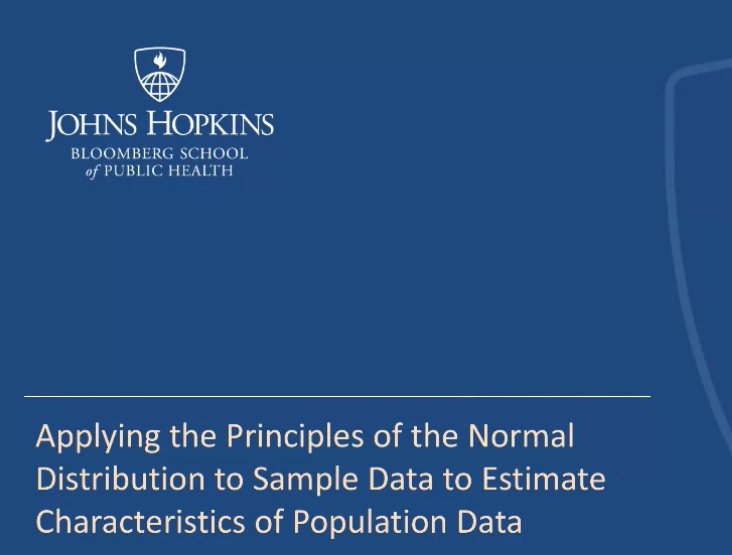 JOHNS HOPKINS
BLOOMBERG SCHOOL
of PUBLIC HEALTH
Applying the Principles of the Normal
Distribution to Sample Data to Estimate
Characteristics of Population Data